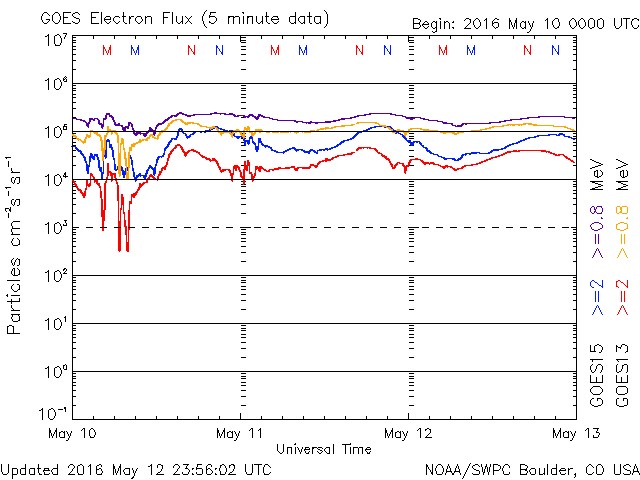 GOES Electron Flux (5 minute data)
Begin: 2016 May 10 0000 UTC
10⁷
M M N N M M N N M M N N
10⁶
10⁵
10⁴
10³
10²
10¹
10⁰
10⁻¹
Particles cm⁻²s⁻¹sr⁻¹
May 10 May 11 May 12 May 13
Universal Time
GOES15 >=2 >=0.8 MeV
GOES13 >=2 >=0.8 MeV
Updated 2016 May 12 23:56:02 UTC
NOAA/SWPC Boulder, CO USA